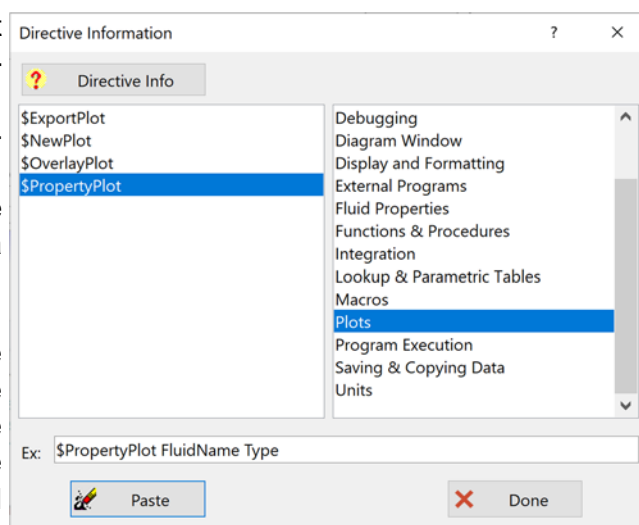 Directive Information ? ×
Directive Info
$ExportPlot
$NewPlot
$OverlayPlot
$PropertyPlot
Debugging
Diagram Window
Display and Formatting
External Programs
Fluid Properties
Functions & Procedures
Integration
Lookup & Parametric Tables
Macros
Plots
Program Execution
Saving & Copying Data
Units
Ex: $PropertyPlot FluidName Type
Paste Done